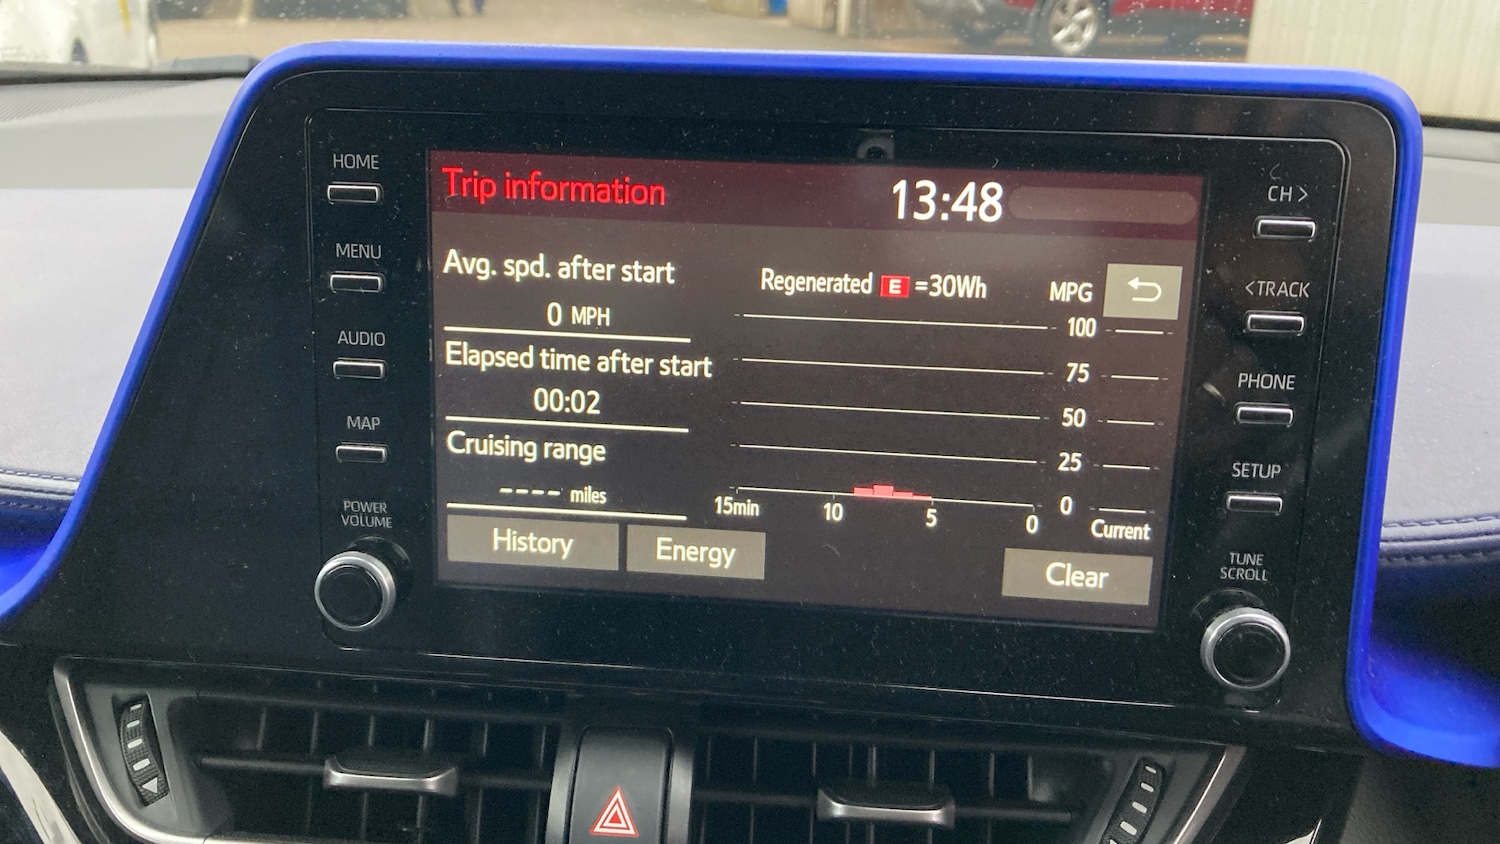 HOME
MENU
AUDIO
MAP
POWER
VOLUME
Trip information
13:48
Avg. spd. after start
0 MPH
Elapsed time after start
00:02
Cruising range
---- miles
History
Energy
Regenerated E =30Wh
MPG
100
75
50
25
0
15min 10 5 0 Current
Clear
CH >
< TRACK
PHONE
SETUP
TUNE
SCROLL